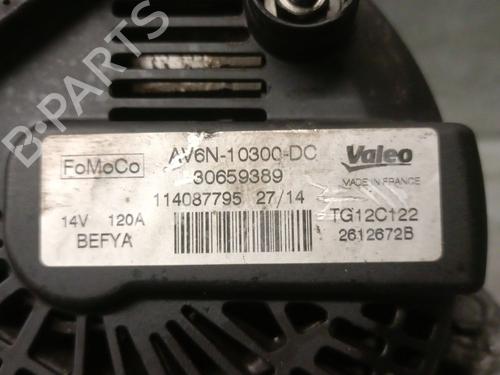 B-PARTS
FoMoCo
AV6N-10300-DC
30659389
114087795 27/14
14V 120A
BEFYA
Valeo
MADE IN FRANCE
TG12C122
2612672B